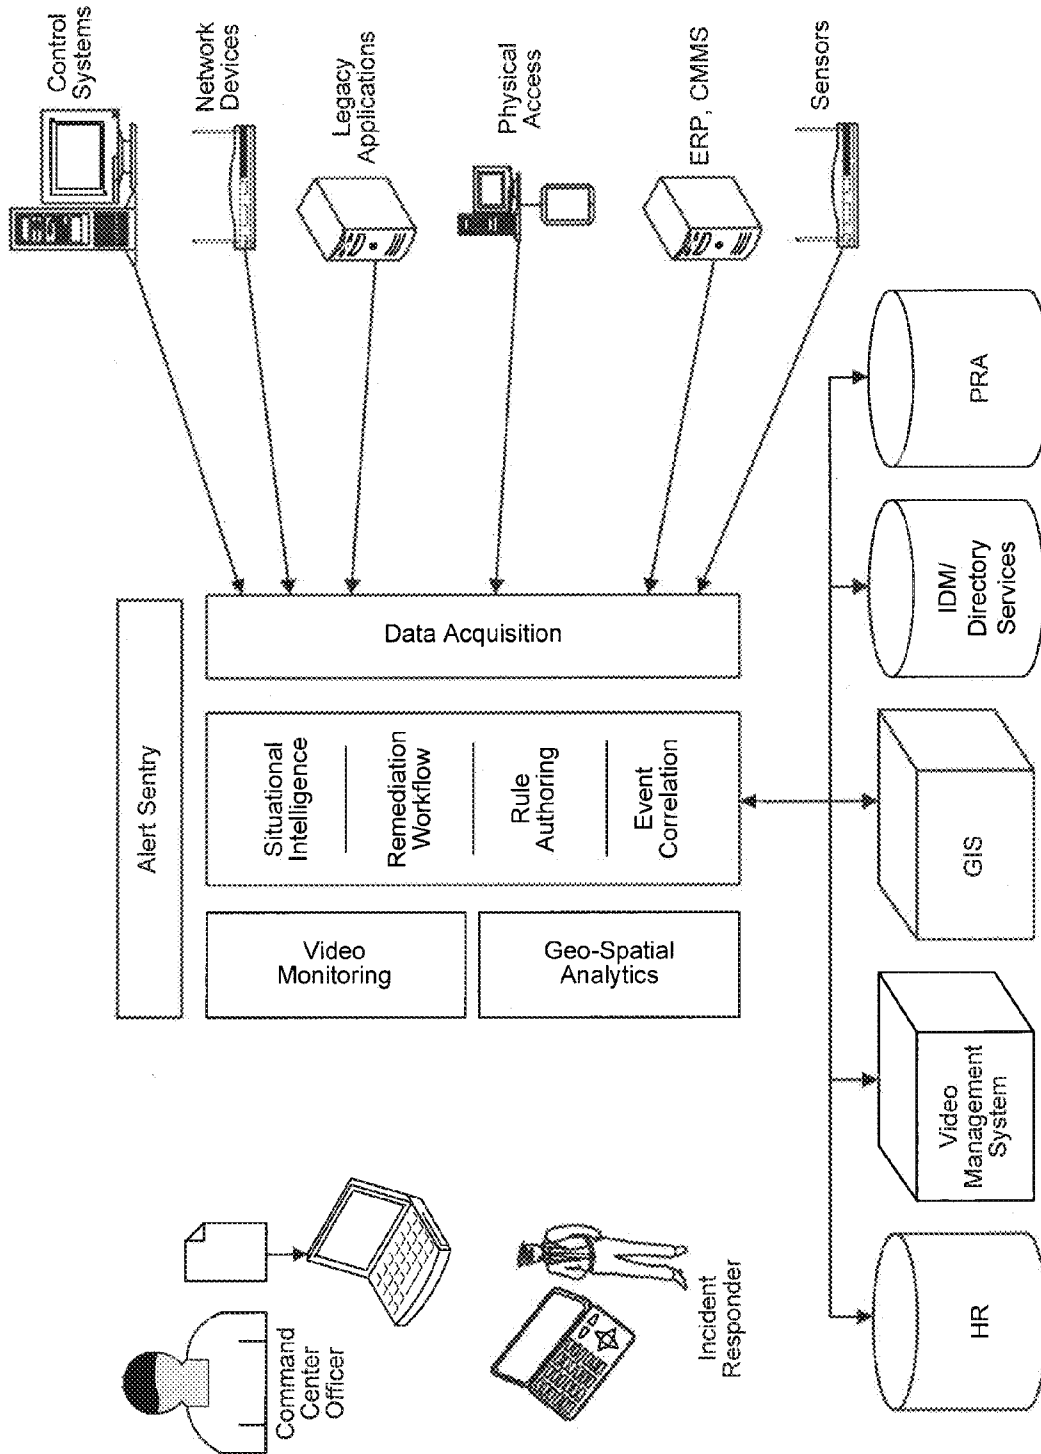 Control
Systems
Network
Devices
Legacy
Applications
Physical
Access
ERP, CMMS
Sensors
Alert Sentry
Data Acquisition
Situational
Intelligence
Remediation
Workflow
Rule
Authoring
Event
Correlation
Video
Monitoring
Geo-Spatial
Analytics
Command
Center
Officer
Incident
Responder
HR
Video
Management
System
GIS
IDM/
Directory
Services
PRA